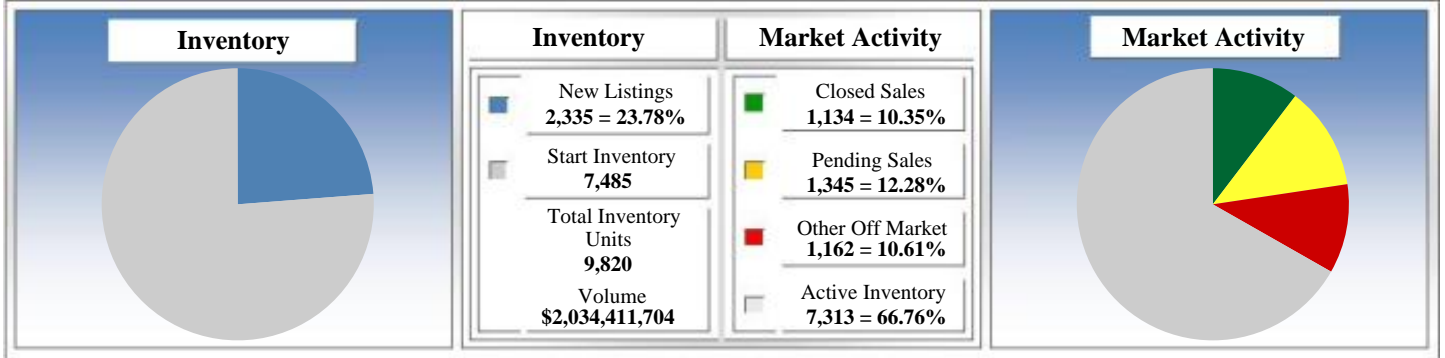 Inventory
Inventory
New Listings
2,335 = 23.78%
Start Inventory
7,485
Total Inventory
Units
9,820
Volume
$2,034,411,704
Market Activity
Closed Sales
1,134 = 10.35%
Pending Sales
1,345 = 12.28%
Other Off Market
1,162 = 10.61%
Active Inventory
7,313 = 66.76%
Market Activity